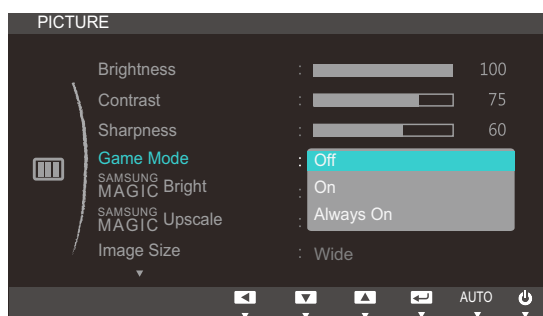 PICTURE
Brightness : 100
Contrast : 75
Sharpness : 60
Game Mode : Off
On
SAMSUNG
MAGIC Bright :
Always On
SAMSUNG
MAGIC Upscale :
Image Size : Wide
AUTO